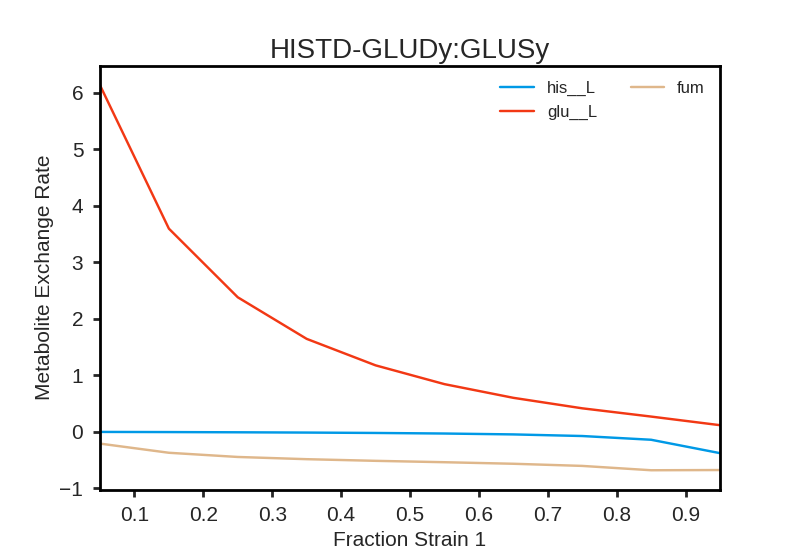 HISTD-GLUDy:GLUSy
his__L
glu__L
fum
Metabolite Exchange Rate
6
5
4
3
2
1
0
−1
0.1 0.2 0.3 0.4 0.5 0.6 0.7 0.8 0.9
Fraction Strain 1